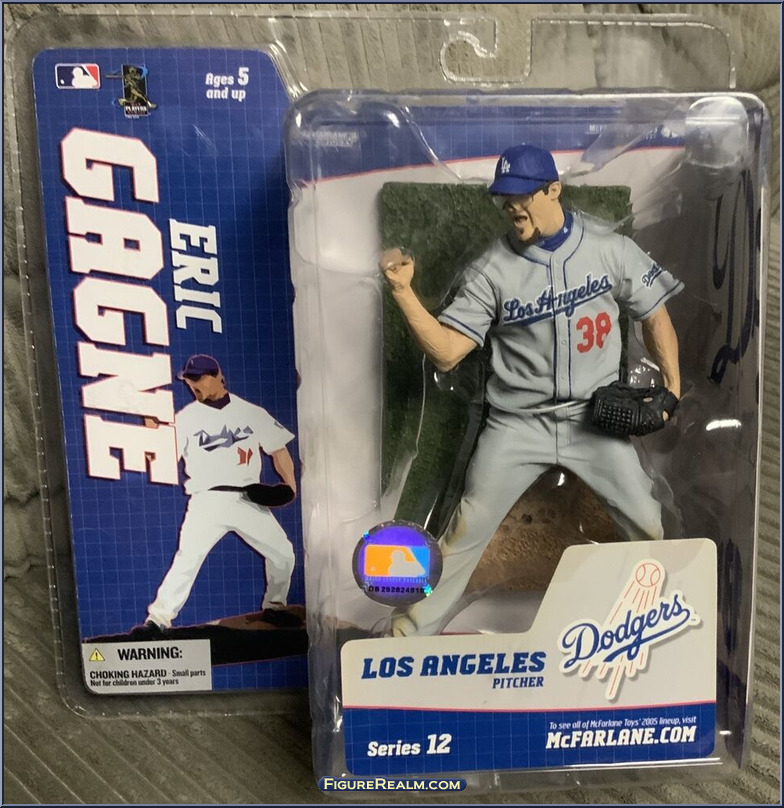 Ages 5
and up
ERIC
GAGNE
LA
Los Angeles
38
Dodgers
WARNING:
CHOKING HAZARD - Small parts
Not for children under 3 years
Dodgers
LOS ANGELES
PITCHER
Series 12
To see all of McFarlane Toys' 2005 lineup, visit
McFARLANE.COM
FIGUREREALM.COM